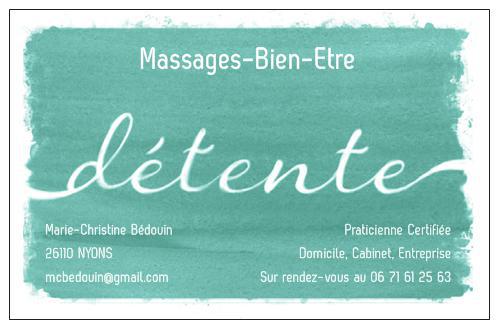 Massages-Bien-Etre
détente
Marie-Christine Bédouin
Praticienne Certifiée
26110 NYONS
Domicile, Cabinet, Entreprise
mcbedouin@gmail.com
Sur rendez-vous au 06 71 61 25 63